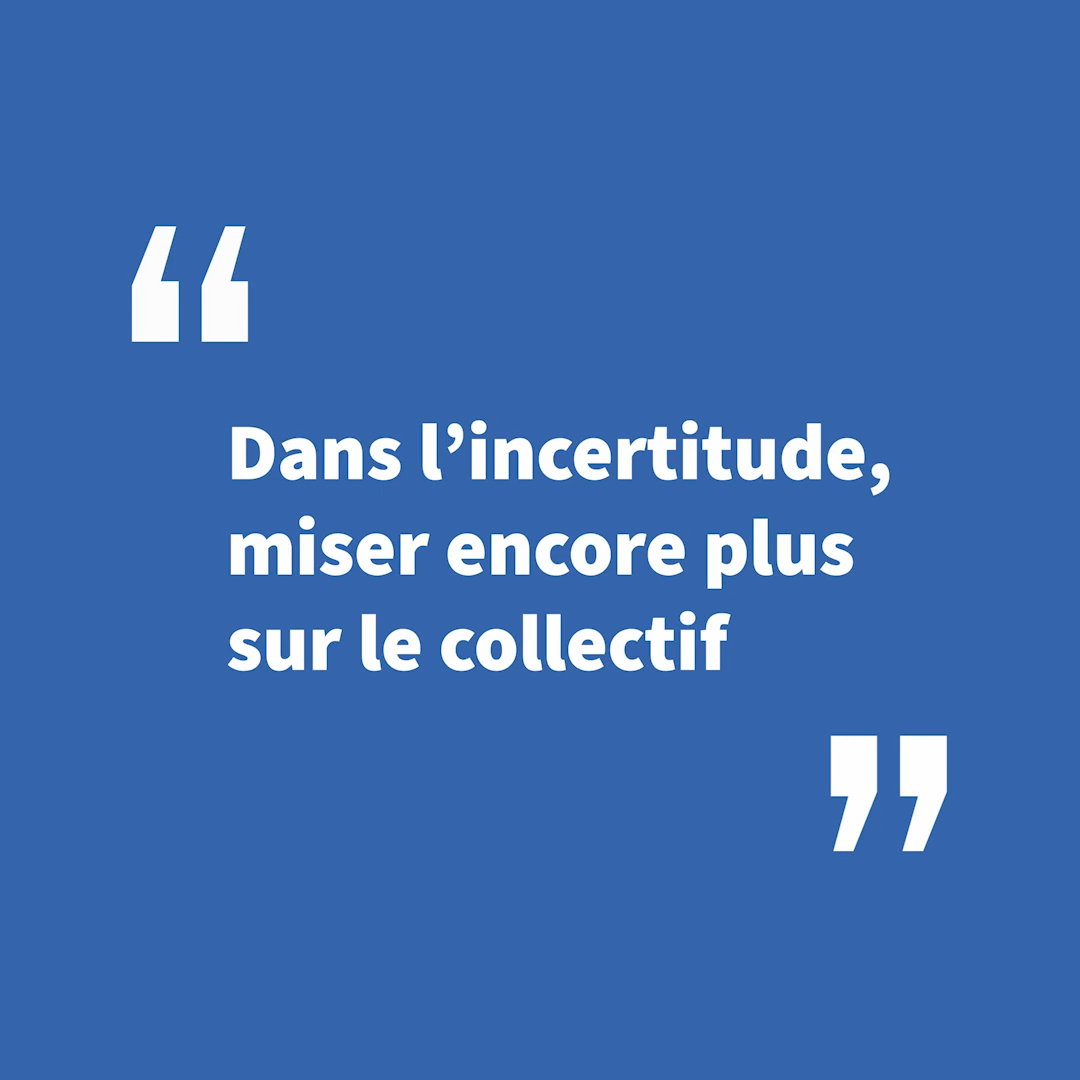 “
Dans l’incertitude,
miser encore plus
sur le collectif
”